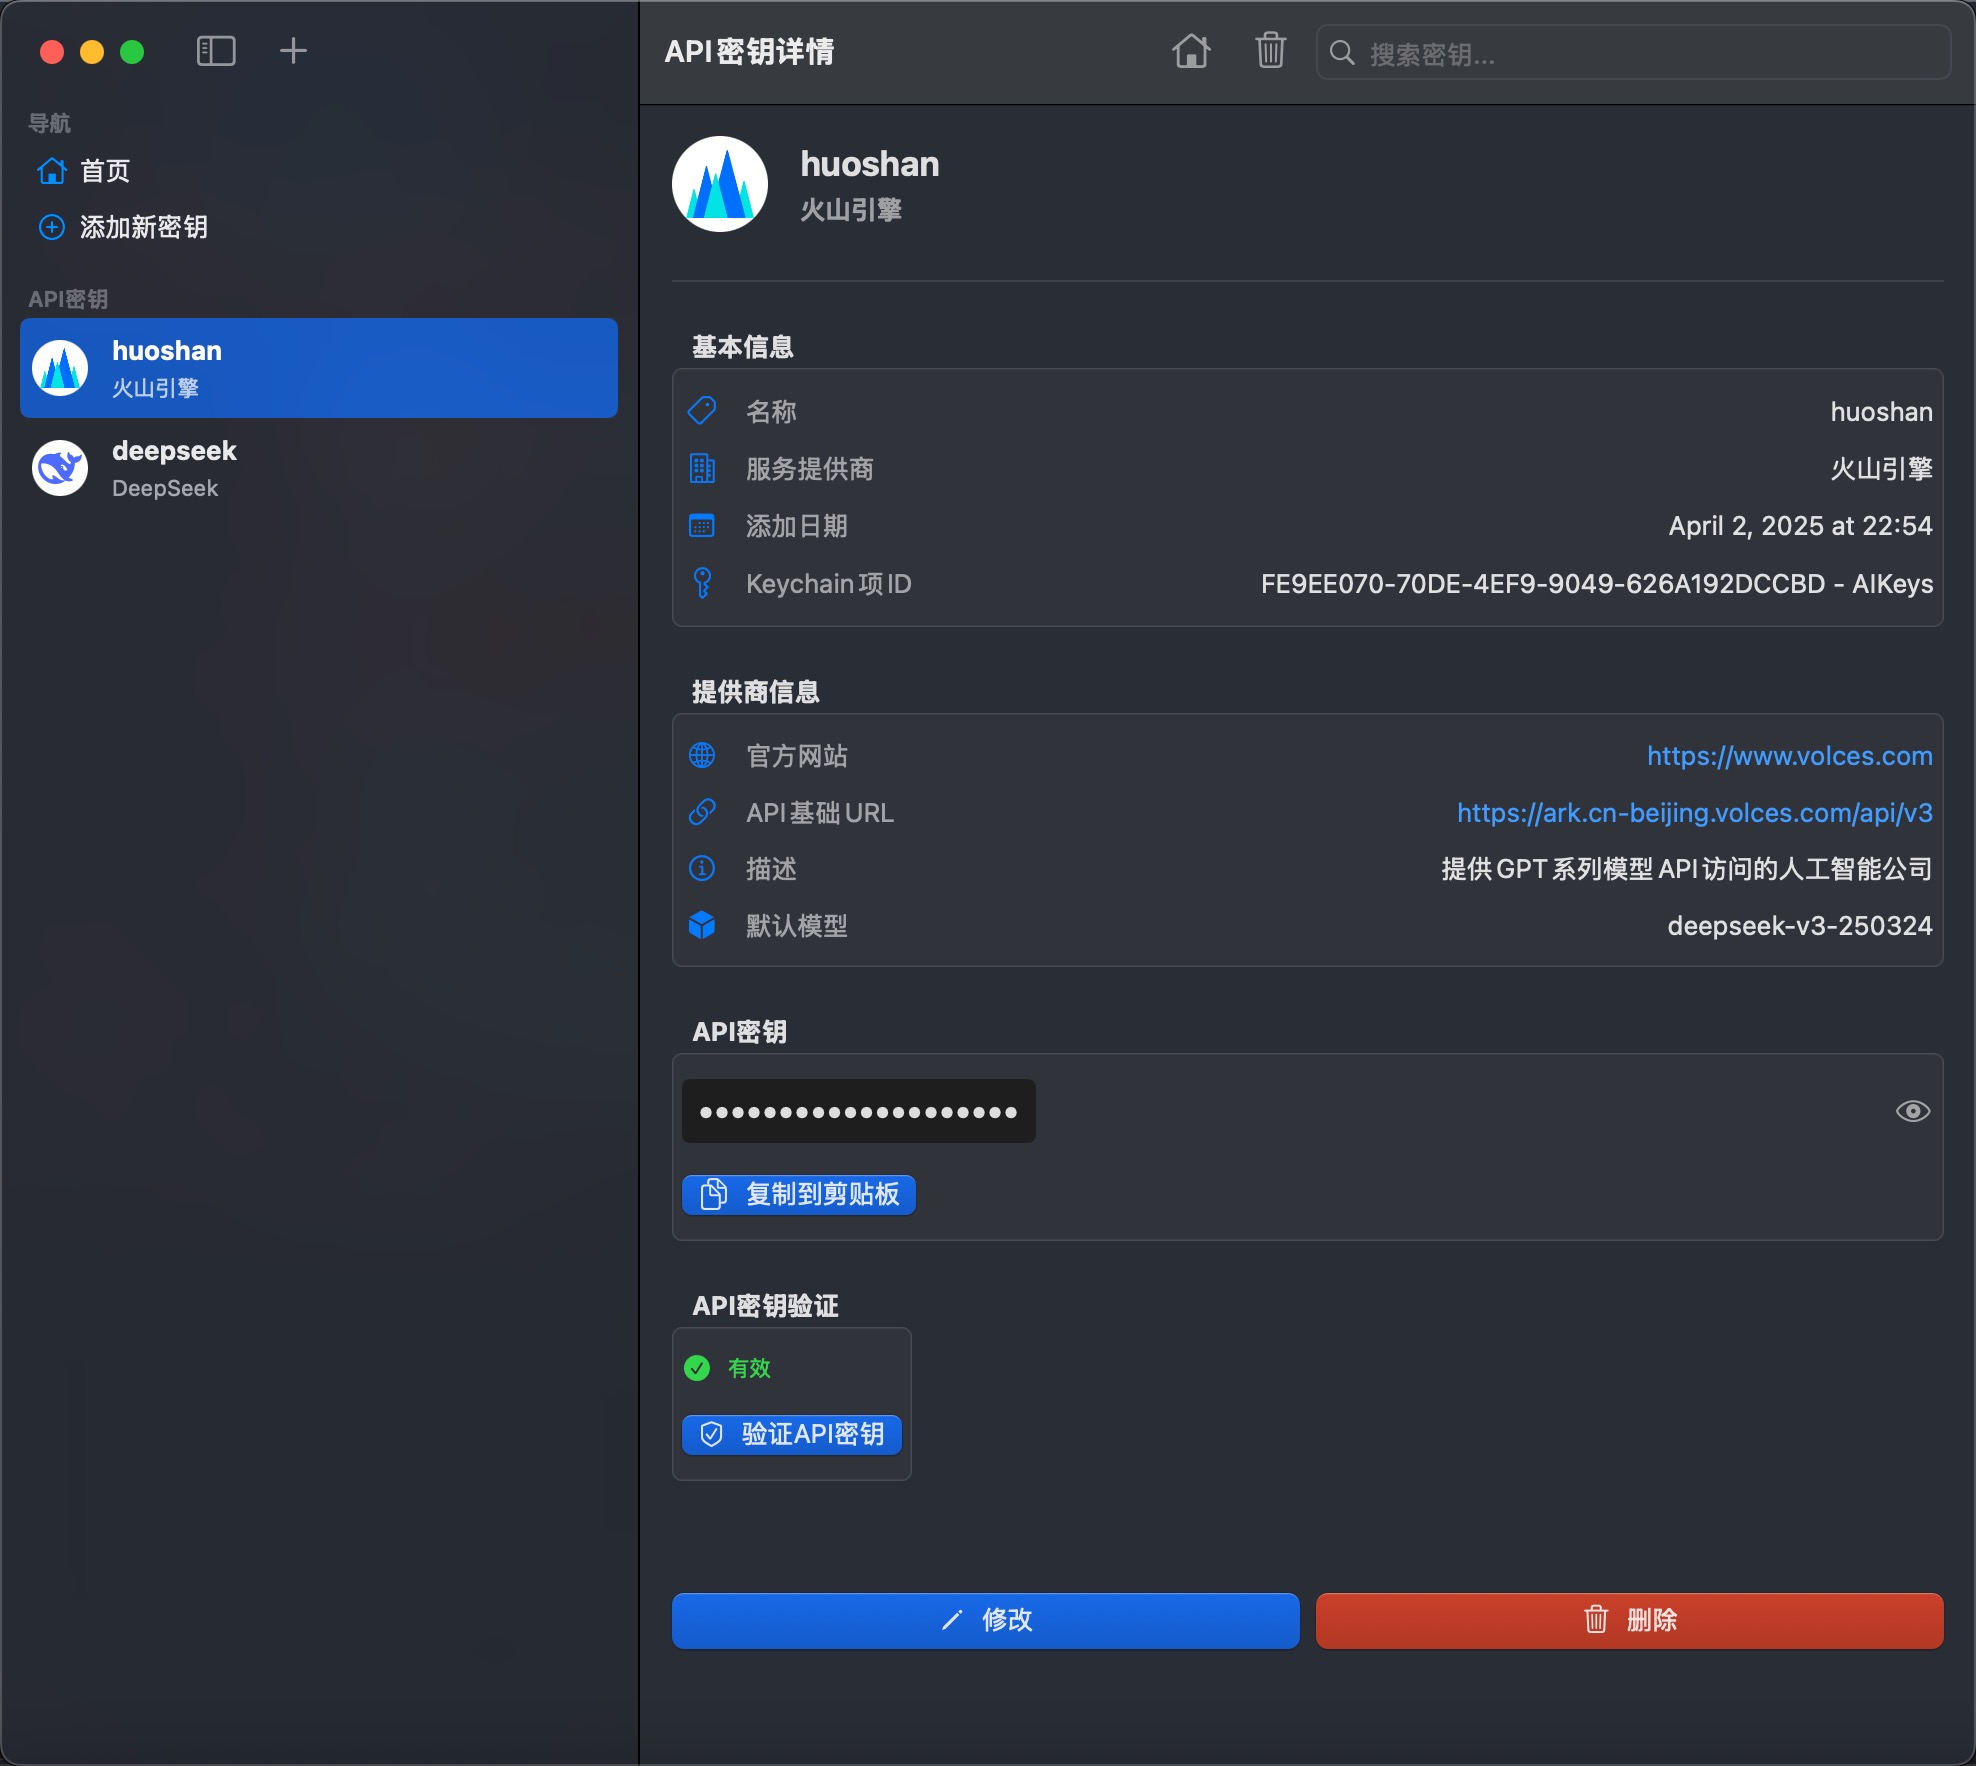 导航
首页
添加新密钥
API密钥
huoshan
火山引擎
deepseek
DeepSeek
API密钥详情
搜索密钥...
huoshan
火山引擎
基本信息
名称 huoshan
服务提供商 火山引擎
添加日期 April 2, 2025 at 22:54
Keychain项ID FE9EE070-70DE-4EF9-9049-626A192DCCBD - AIKeys
提供商信息
官方网站 https://www.volces.com
API基础URL https://ark.cn-beijing.volces.com/api/v3
描述 提供GPT系列模型API访问的人工智能公司
默认模型 deepseek-v3-250324
API密钥
••••••••••••••••••••
复制到剪贴板
API密钥验证
有效
验证API密钥
修改
删除